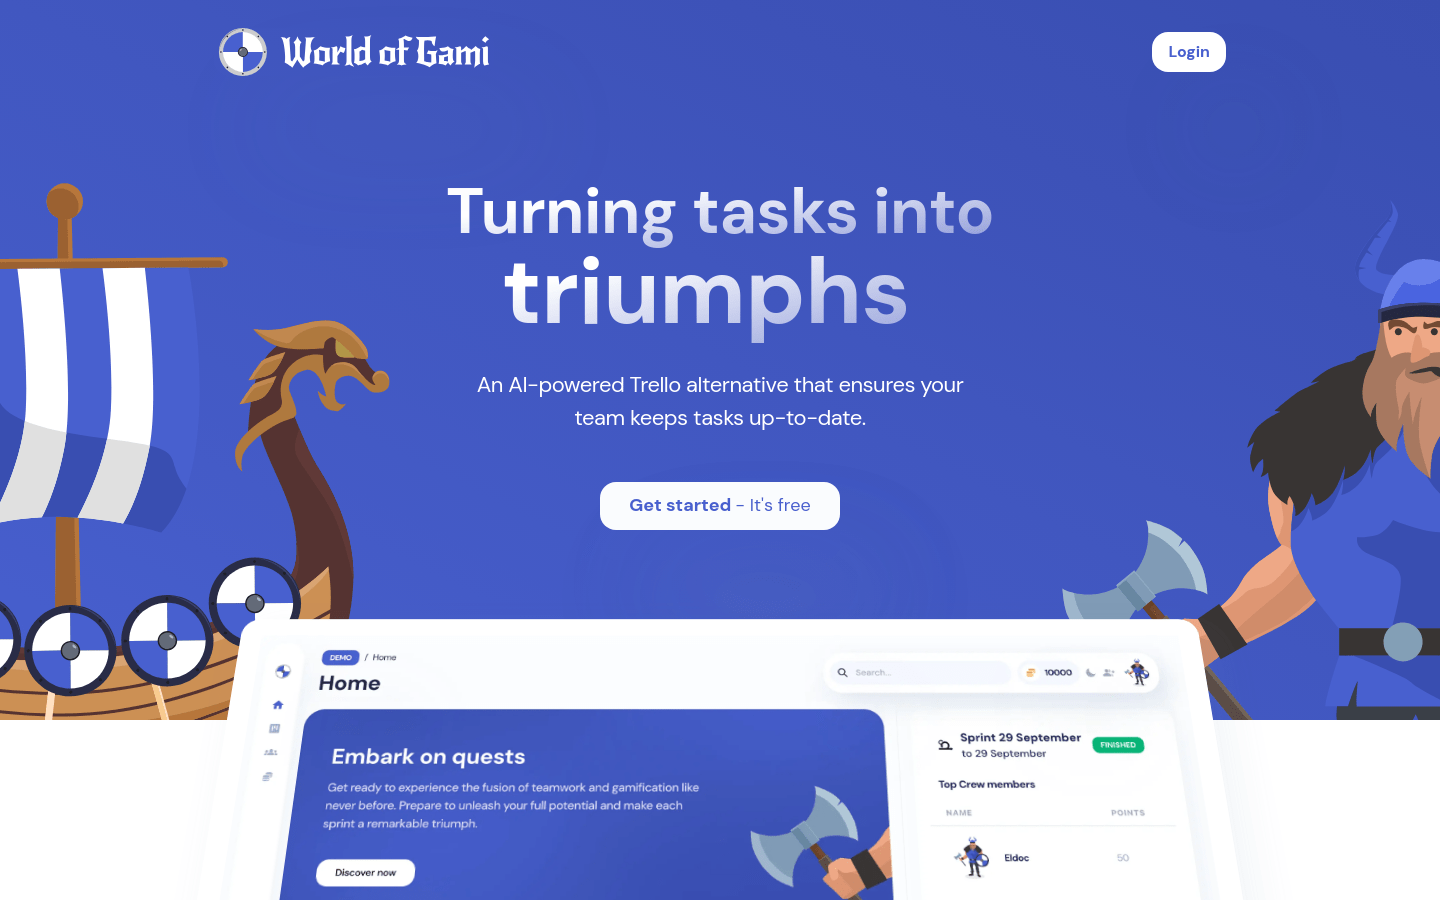 World of Gami
Login
Turning tasks into
triumphs
An AI-powered Trello alternative that ensures your
team keeps tasks up-to-date.
Get started - It's free
DEMO / Home
Home
Search...
10000
Embark on quests
Get ready to experience the fusion of teamwork and gamification like
never before. Prepare to unleash your full potential and make each
sprint a remarkable triumph.
Discover now
Sprint 29 September
to 29 September
FINISHED
Top Crew members
NAME POINTS
Eldoc 50